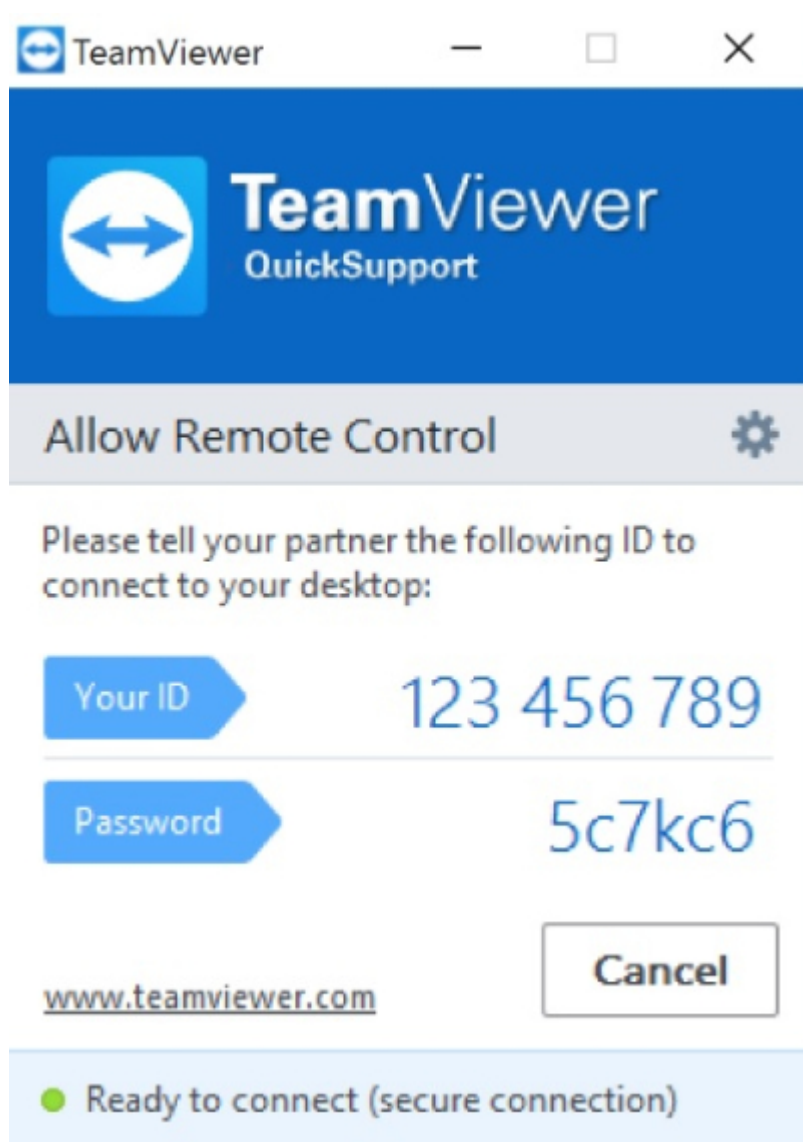 TeamViewer
TeamViewer
QuickSupport
Allow Remote Control
Please tell your partner the following ID to
connect to your desktop:
Your ID 123 456 789
Password 5c7kc6
Cancel
www.teamviewer.com
Ready to connect (secure connection)